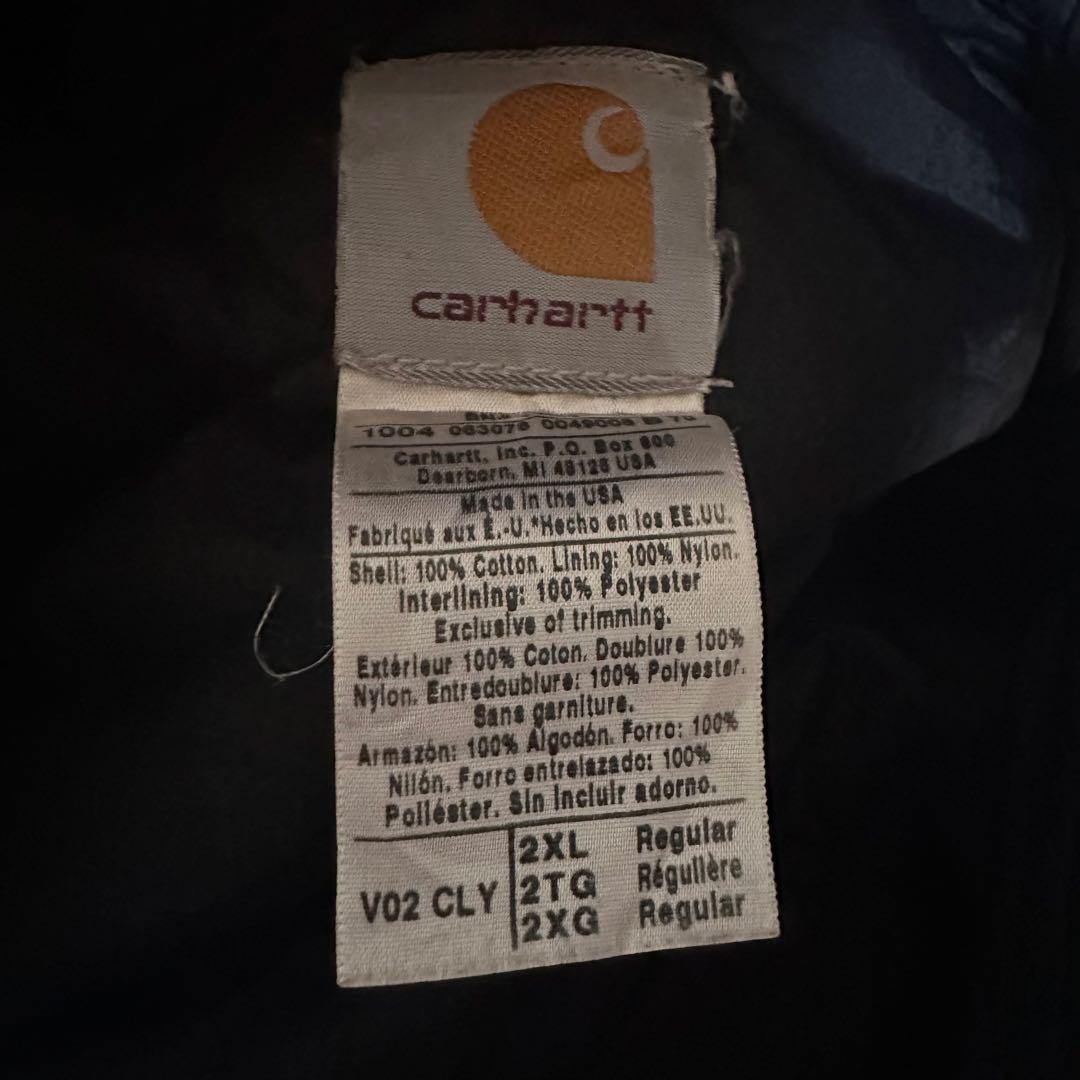 carhartt
1004 063079
Carhartt, Inc. P.O. Box 600
Dearborn, MI 48126 USA
Made in the USA
Fabriqué aux É.-U.*Hecho en los EE.UU.
Shell: 100% Cotton. Lining: 100% Nylon.
Interlining: 100% Polyester
Exclusive of trimming.
Extérieur 100% Coton. Doublure 100%
Nylon. Entredoublure: 100% Polyester.
Sans garniture.
Armazón: 100% Algodón. Forro: 100%
Nilón. Forro entrelazado: 100%
Poliéster. Sin incluir adorno.
V02 CLY
2XL Regular
2TG Régulière
2XG Regular